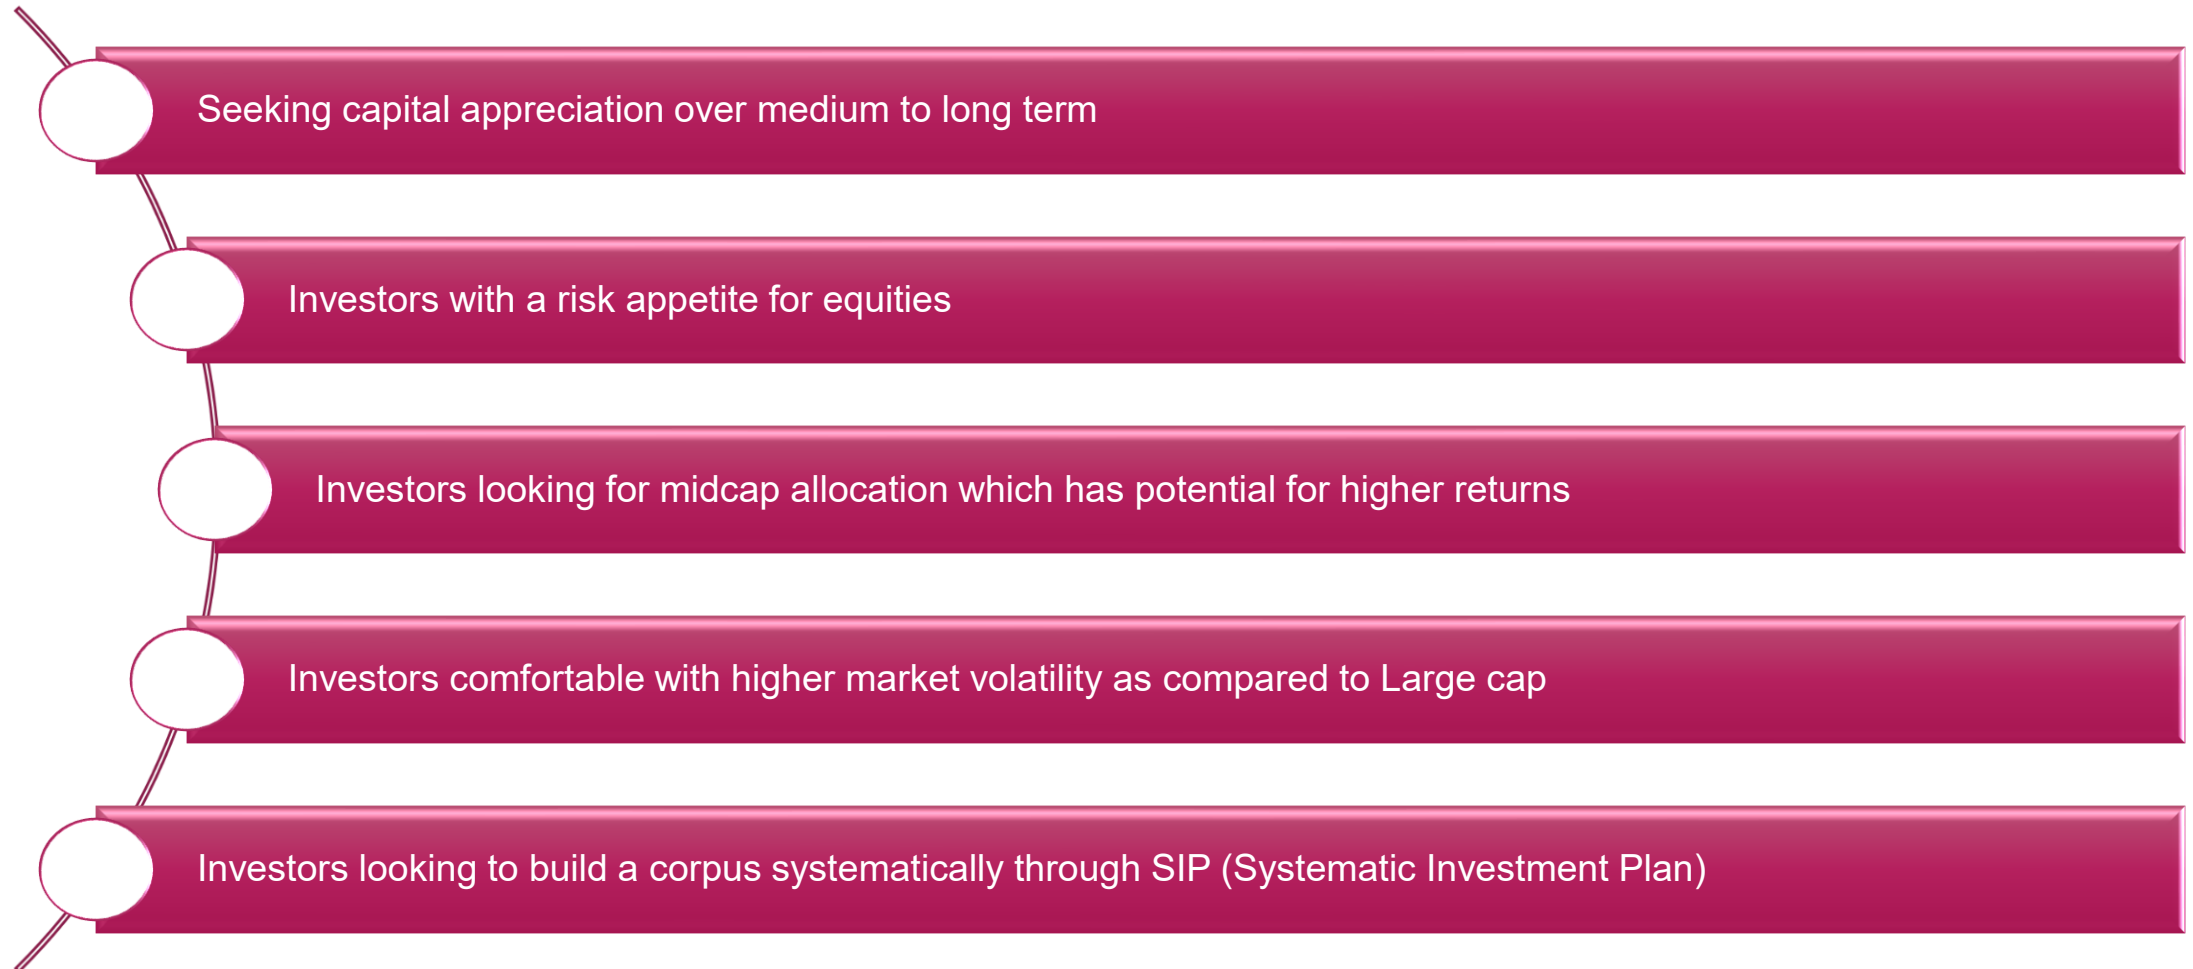 Seeking capital appreciation over medium to long term
Investors with a risk appetite for equities
Investors looking for midcap allocation which has potential for higher returns
Investors comfortable with higher market volatility as compared to Large cap
Investors looking to build a corpus systematically through SIP (Systematic Investment Plan)